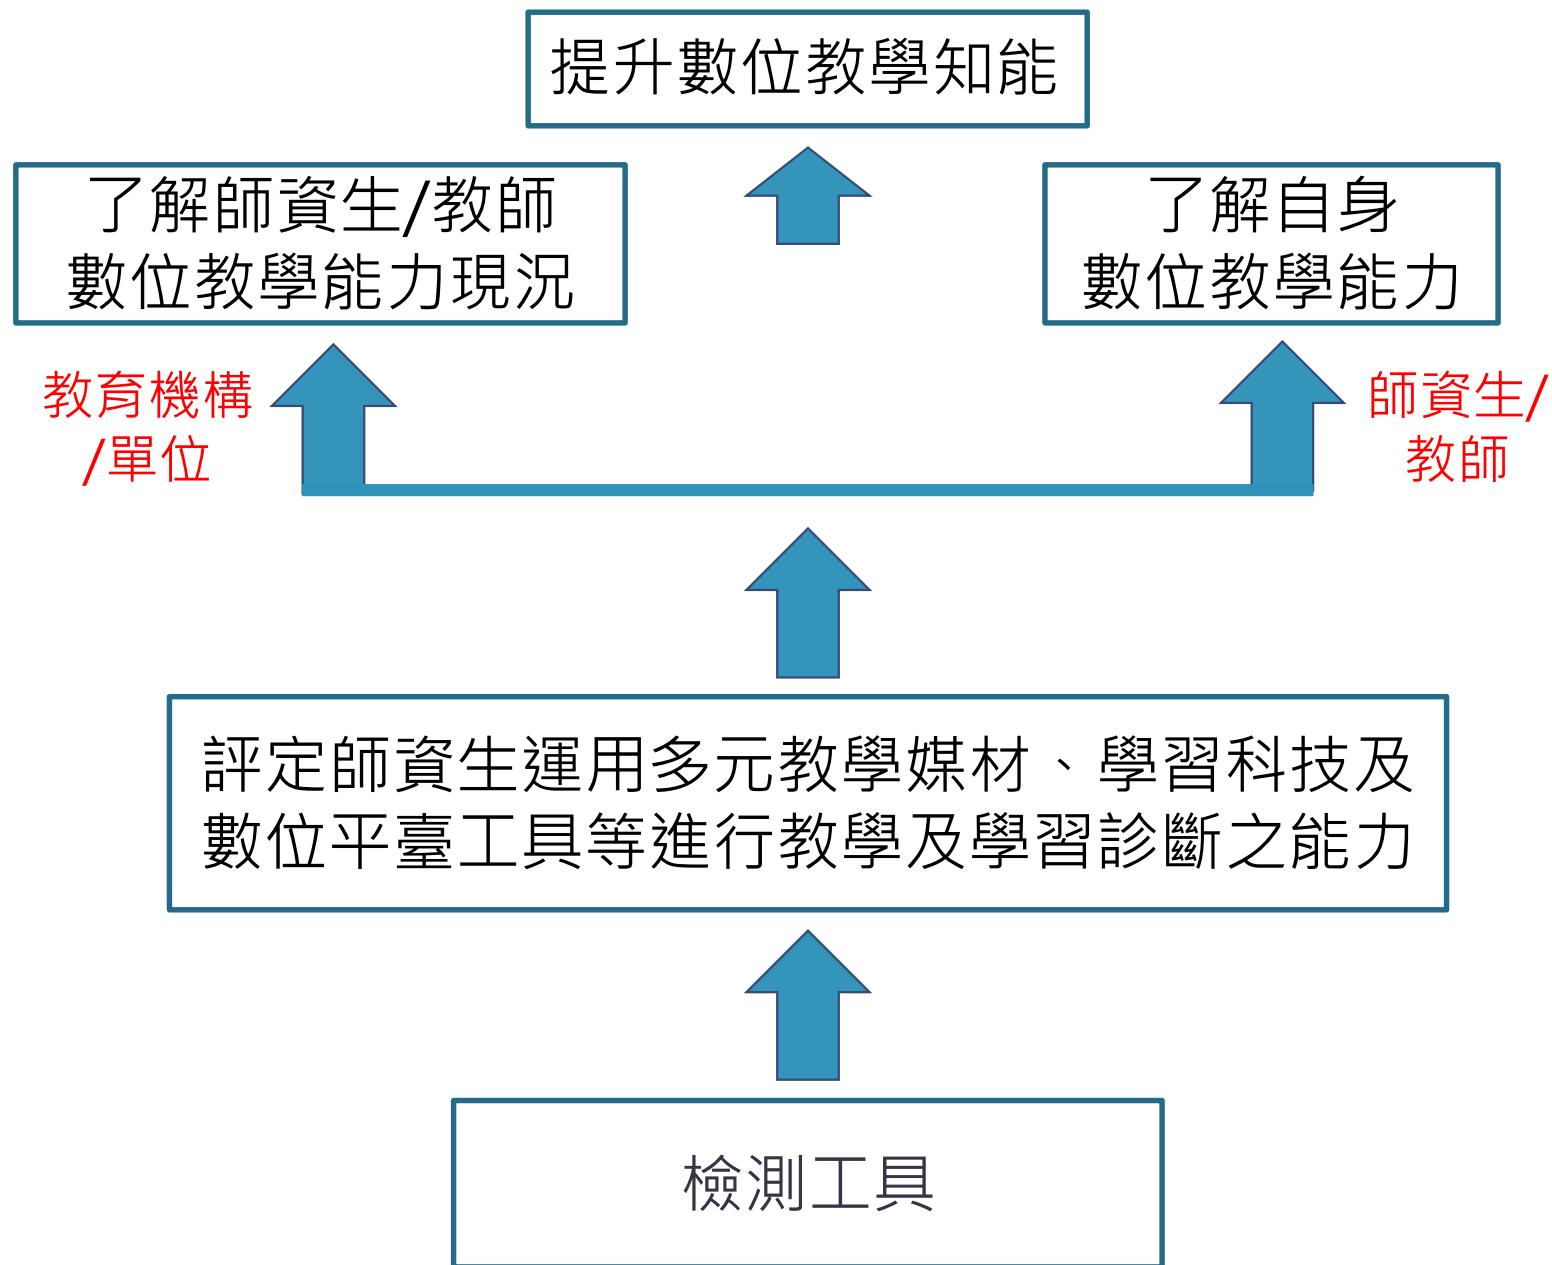 提升數位教學知能
了解師資生/教師
數位教學能力現況
了解自身
數位教學能力
教育機構
/單位
師資生/
教師
評定師資生運用多元教學媒材、學習科技及
數位平臺工具等進行教學及學習診斷之能力
檢測工具